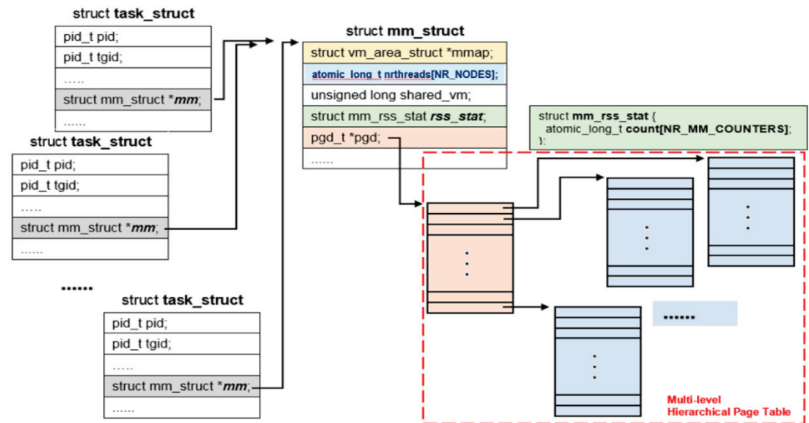 struct task_struct
pid_t pid;
pid_t tgid;
.....
struct mm_struct *mm;
......
struct task_struct
pid_t pid;
pid_t tgid;
.....
struct mm_struct *mm;
......
......
struct task_struct
pid_t pid;
pid_t tgid;
.....
struct mm_struct *mm;
......
struct mm_struct
struct vm_area_struct *mmap;
atomic_long_t nrthreads[NR_NODES];
unsigned long shared_vm;
struct mm_rss_stat rss_stat;
pgd_t *pgd;
......
struct mm_rss_stat {
atomic_long_t count[NR_MM_COUNTERS];
};
......
Multi-level
Hierarchical Page Table